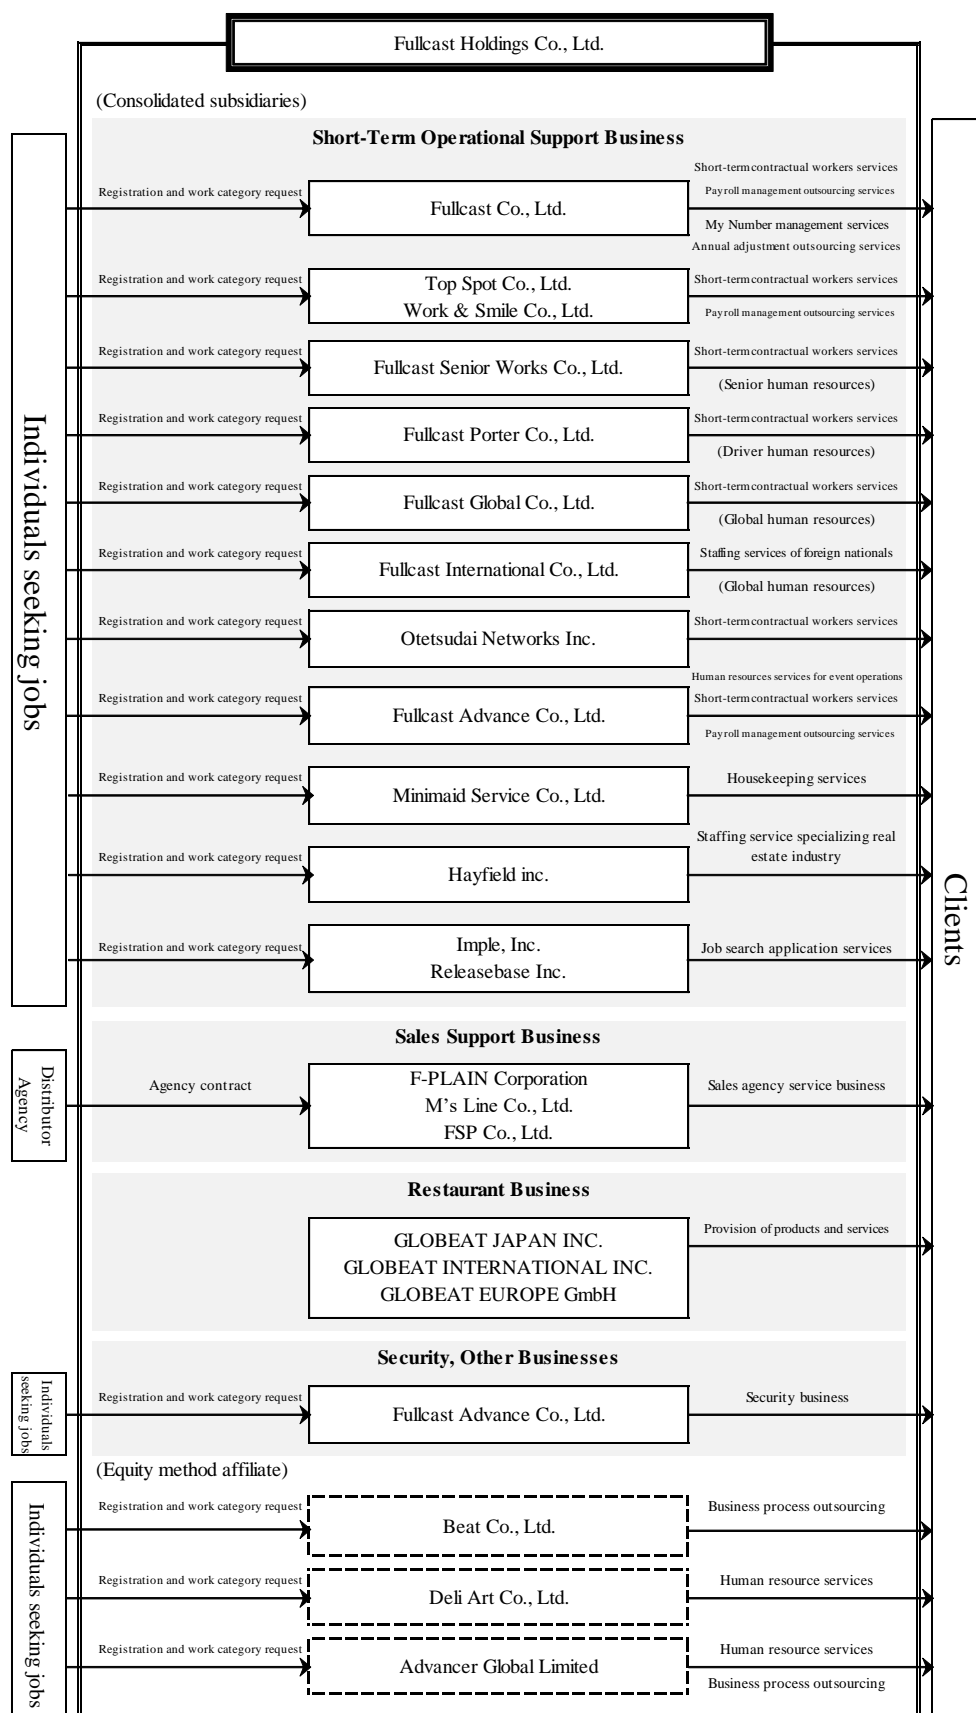 Fullcast Holdings Co., Ltd.
(Consolidated subsidiaries)
Individuals seeking jobs
Clients
Short-Term Operational Support Business
Registration and work category request
Fullcast Co., Ltd.
Short-term contractual workers services
Payroll management outsourcing services
My Number management services
Annual adjustment outsourcing services
Registration and work category request
Top Spot Co., Ltd.
Work & Smile Co., Ltd.
Short-term contractual workers services
Payroll management outsourcing services
Registration and work category request
Fullcast Senior Works Co., Ltd.
Short-term contractual workers services
(Senior human resources)
Registration and work category request
Fullcast Porter Co., Ltd.
Short-term contractual workers services
(Driver human resources)
Registration and work category request
Fullcast Global Co., Ltd.
Short-term contractual workers services
(Global human resources)
Registration and work category request
Fullcast International Co., Ltd.
Staffing services of foreign nationals
(Global human resources)
Registration and work category request
Otetsudai Networks Inc.
Short-term contractual workers services
Registration and work category request
Fullcast Advance Co., Ltd.
Human resources services for event operations
Short-term contractual workers services
Payroll management outsourcing services
Registration and work category request
Minimaid Service Co., Ltd.
Housekeeping services
Registration and work category request
Hayfield inc.
Staffing service specializing real
estate industry
Registration and work category request
Imple, Inc.
Releasebase Inc.
Job search application services
Sales Support Business
Distributor
Agency
Agency contract
F-PLAIN Corporation
M's Line Co., Ltd.
FSP Co., Ltd.
Sales agency service business
Restaurant Business
GLOBEAT JAPAN INC.
GLOBEAT INTERNATIONAL INC.
GLOBEAT EUROPE GmbH
Provision of products and services
Security, Other Businesses
Individuals
seeking jobs
Registration and work category request
Fullcast Advance Co., Ltd.
Security business
(Equity method affiliate)
Individuals seeking jobs
Registration and work category request
Beat Co., Ltd.
Business process outsourcing
Registration and work category request
Deli Art Co., Ltd.
Human resource services
Registration and work category request
Advancer Global Limited
Human resource services
Business process outsourcing